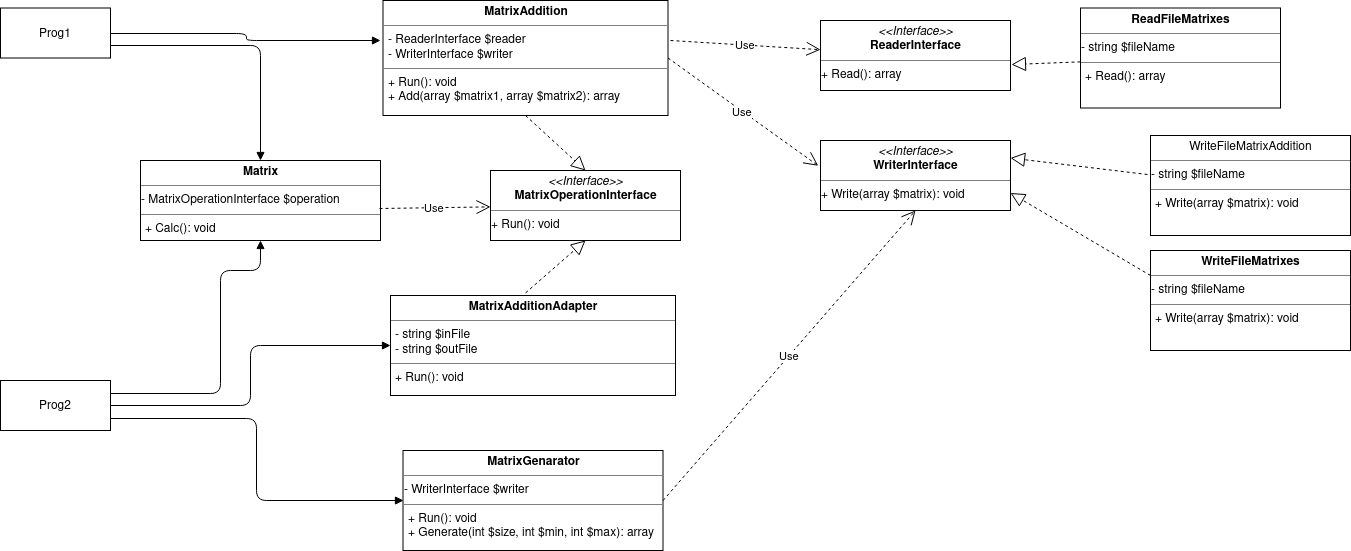 Prog1
MatrixAddition
- ReaderInterface $reader
- WriterInterface $writer
+ Run(): void
+ Add(array $matrix1, array $matrix2): array
Use
Use
<<Interface>>
ReaderInterface
+ Read(): array
ReadFileMatrixes
- string $fileName
+ Read(): array
Matrix
- MatrixOperationInterface $operation
+ Calc(): void
Use
<<Interface>>
MatrixOperationInterface
+ Run(): void
<<Interface>>
WriterInterface
+ Write(array $matrix): void
WriteFileMatrixAddition
- string $fileName
+ Write(array $matrix): void
WriteFileMatrixes
- string $fileName
+ Write(array $matrix): void
MatrixAdditionAdapter
- string $inFile
- string $outFile
+ Run(): void
Use
Prog2
MatrixGenarator
- WriterInterface $writer
+ Run(): void
+ Generate(int $size, int $min, int $max): array